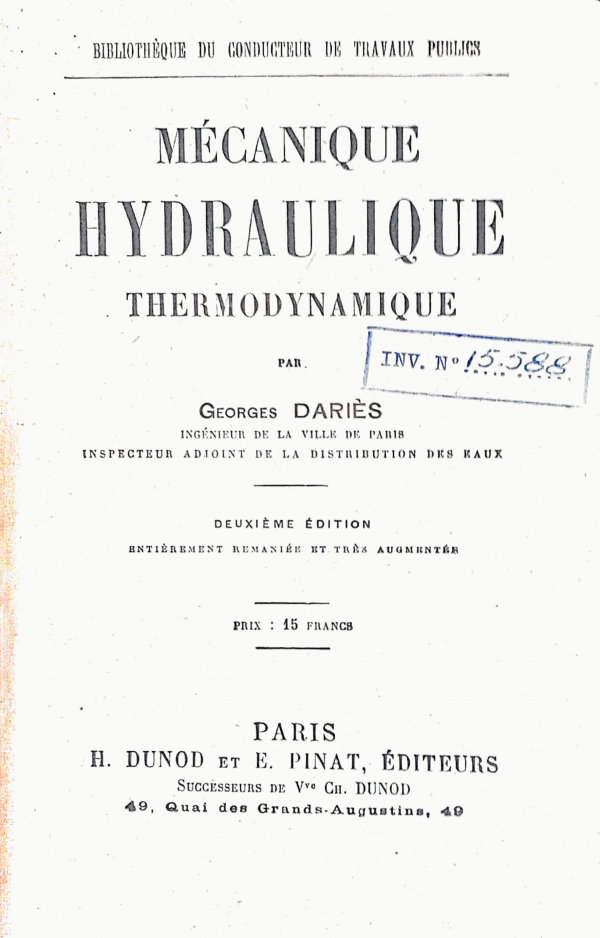 BIBLIOTHÈQUE DU CONDUCTEUR DE TRAVAUX PUBLICS
MÉCANIQUE
HYDRAULIQUE
THERMODYNAMIQUE
PAR
INV. Nº 15.588
GEORGES DARIÈS
INGÉNIEUR DE LA VILLE DE PARIS
INSPECTEUR ADJOINT DE LA DISTRIBUTION DES EAUX
DEUXIÈME ÉDITION
ENTIÈREMENT REMANIÉE ET TRÈS AUGMENTÉE
PRIX : 15 FRANCS
PARIS
H. DUNOD ET E. PINAT, ÉDITEURS
SUCCESSEURS DE Vve CH. DUNOD
49, Quai des Grands-Augustins, 49